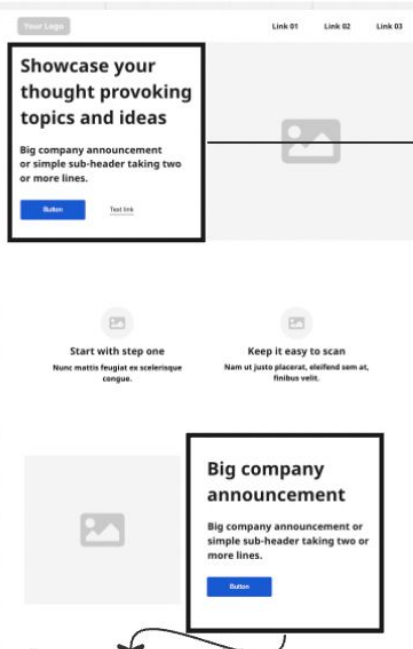 Your Logo
Link 01 Link 02 Link 03
Showcase your
thought provoking
topics and ideas
Big company announcement
or simple sub-header taking two
or more lines.
Button Text link
Start with step one
Nunc mattis feugiat ex scelerisque
congue.
Keep it easy to scan
Nam ut justo placerat, eleifend sem at,
finibus velit.
Big company
announcement
Big company announcement or
simple sub-header taking two or
more lines.
Button